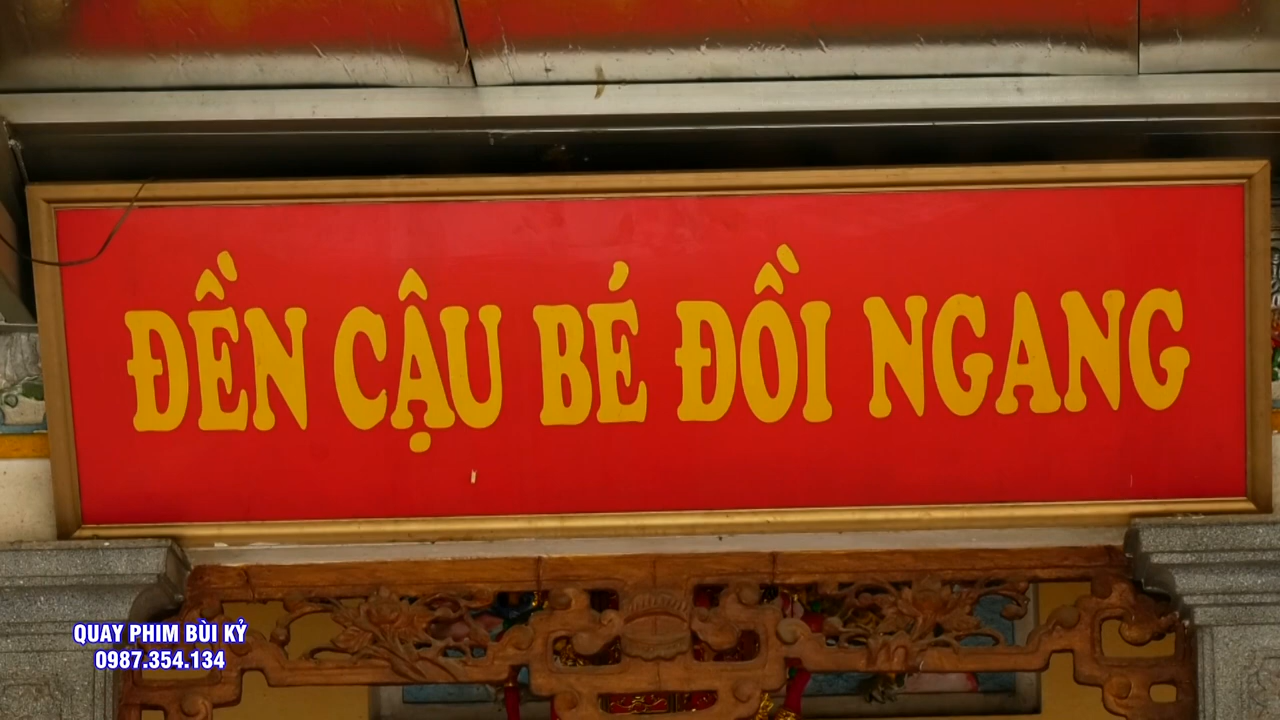 ĐỀN CẬU BÉ ĐỒI NGANG
QUAY PHIM BÙI KỶ
0987.354.134